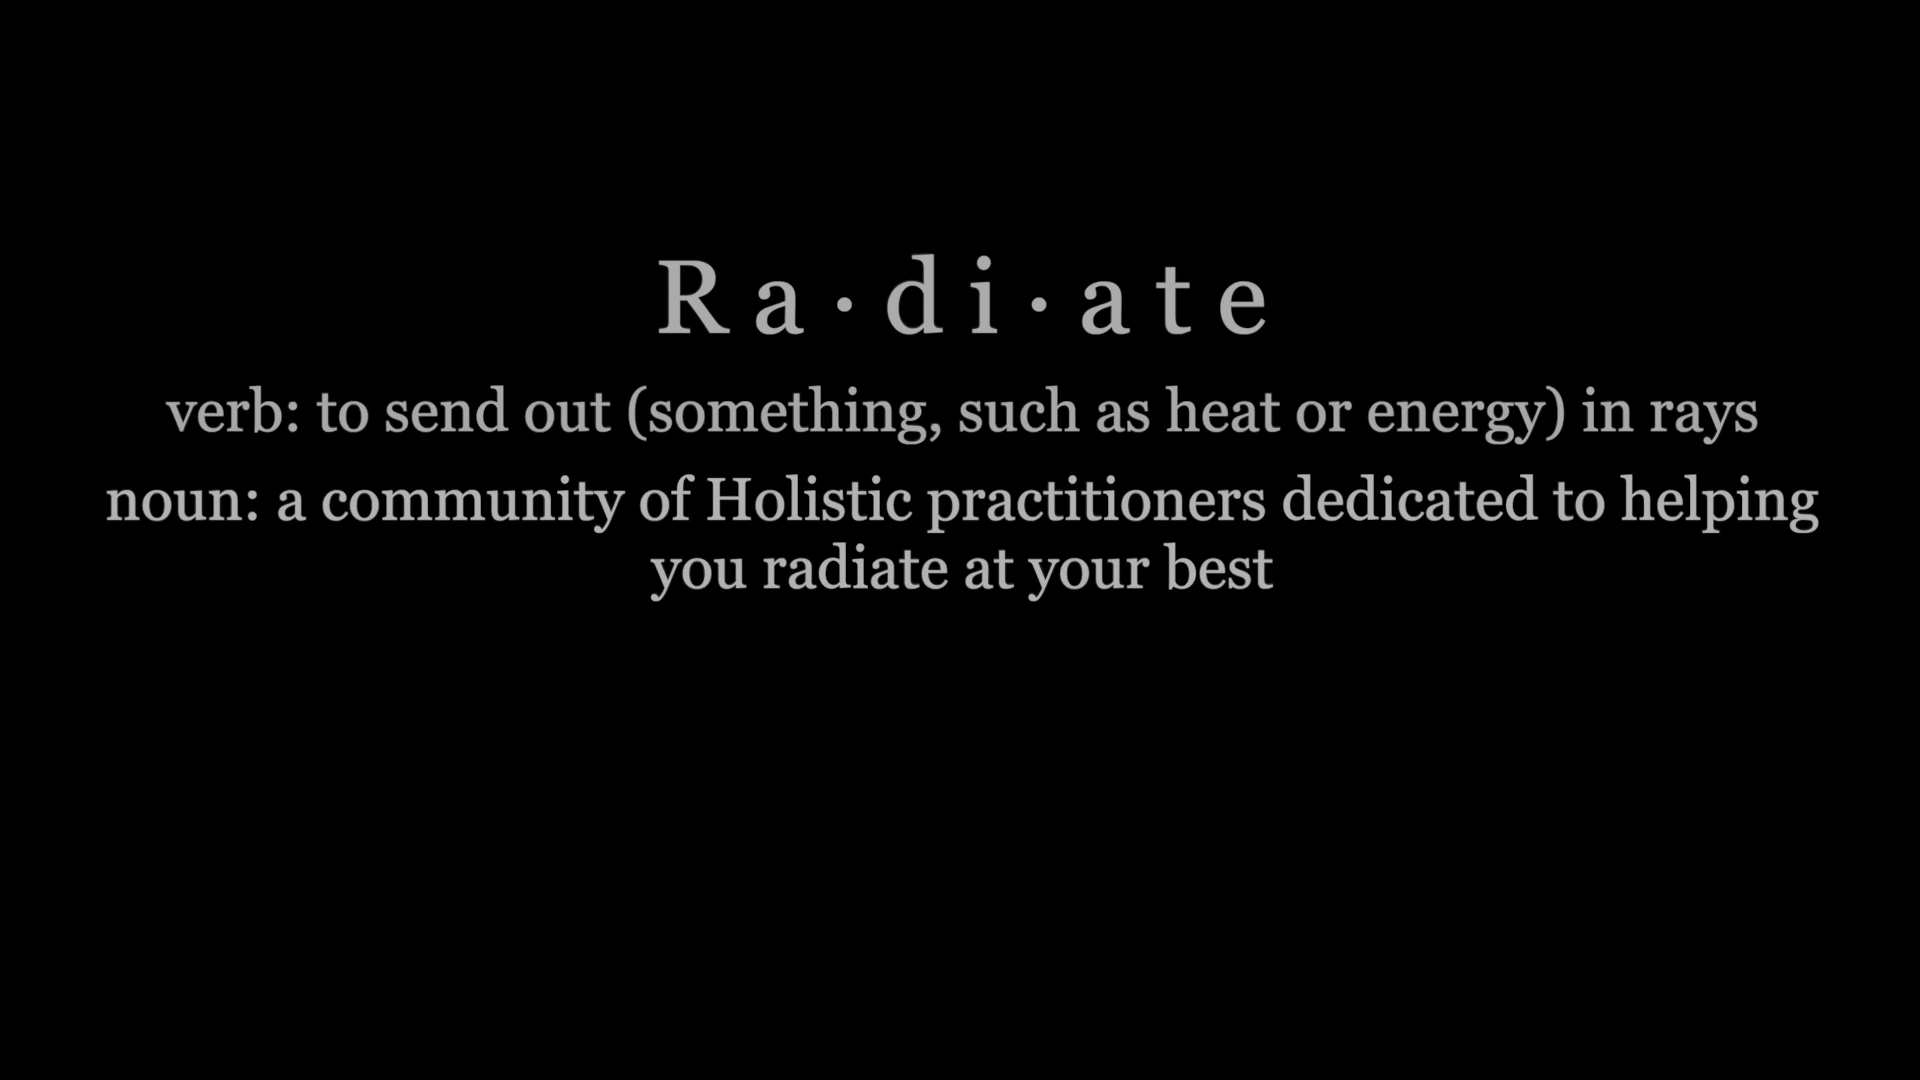 Ra·di·ate
verb: to send out (something, such as heat or energy) in rays
noun: a community of Holistic practitioners dedicated to helping
you radiate at your best